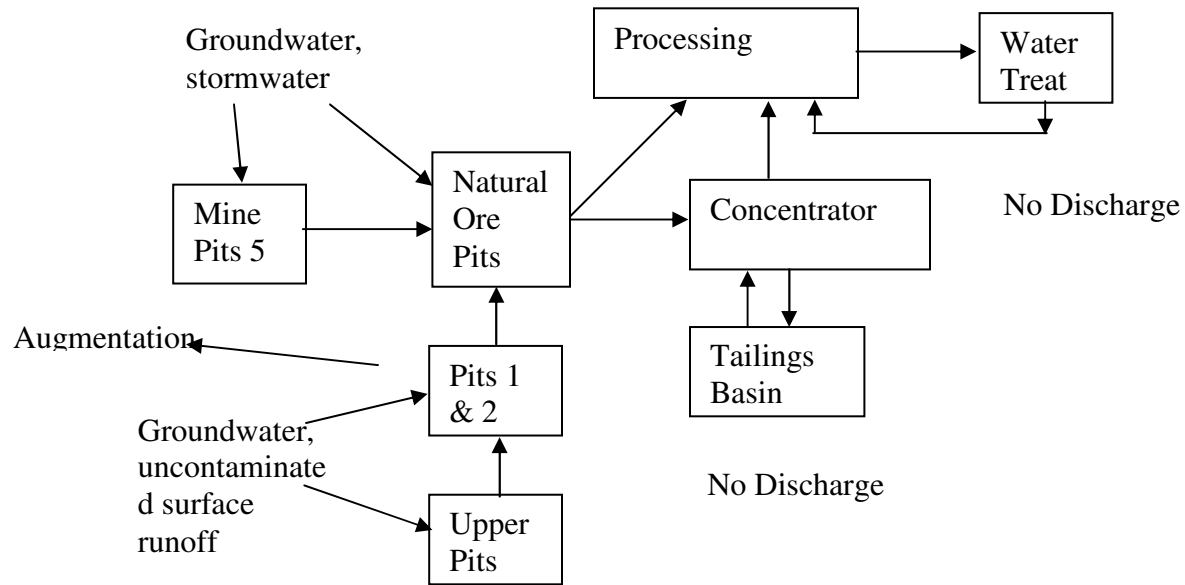 Groundwater,
stormwater
Processing
Water
Treat
Mine
Pits 5
Natural
Ore
Pits
Concentrator
No Discharge
Augmentation
Pits 1
& 2
Tailings
Basin
Groundwater,
uncontaminate
d surface
runoff
No Discharge
Upper
Pits